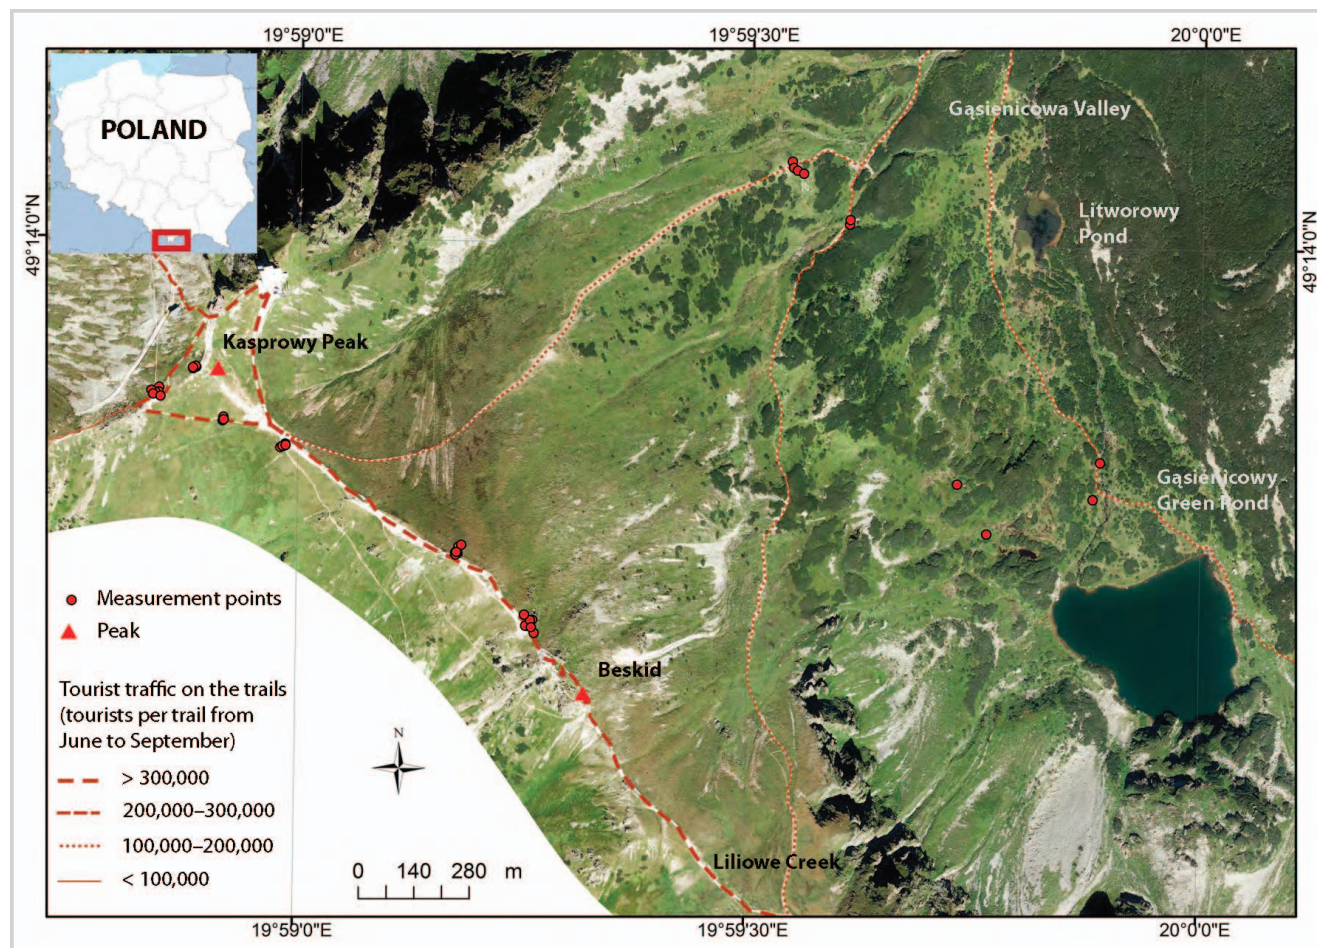 19°59'0"E
19°59'30"E
20°0'0"E
POLAND
Gąsienicowa Valley
Litworowy
Pond
49°14'0"N
49°14'0"N
Kasprowy Peak
Gąsienicowy
Green Pond
Measurement points
Peak
Beskid
Tourist traffic on the trails
(tourists per trail from
June to September)
N
> 300,000
200,000–300,000
100,000–200,000
< 100,000
0 140 280 m
Liliowe Creek
19°59'0"E
19°59'30"E
20°0'0"E